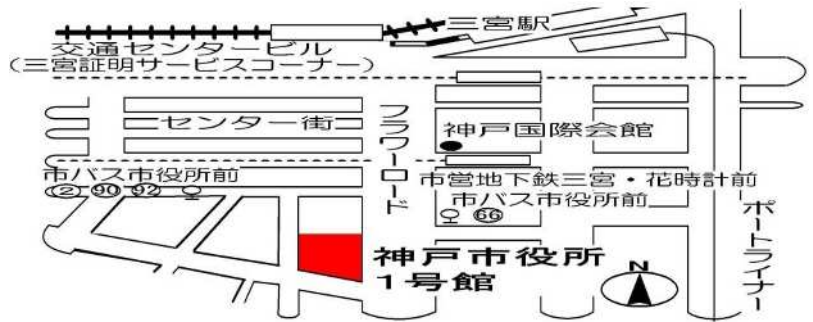 三宮駅
交通センタービル
(三宮証明サービスコーナー)
センター街
フラワーロード
神戸国際会館
市バス市役所前
② 90 92
市営地下鉄三宮・花時計前
市バス市役所前
66
ポートライナー
神戸市役所
1号館
N